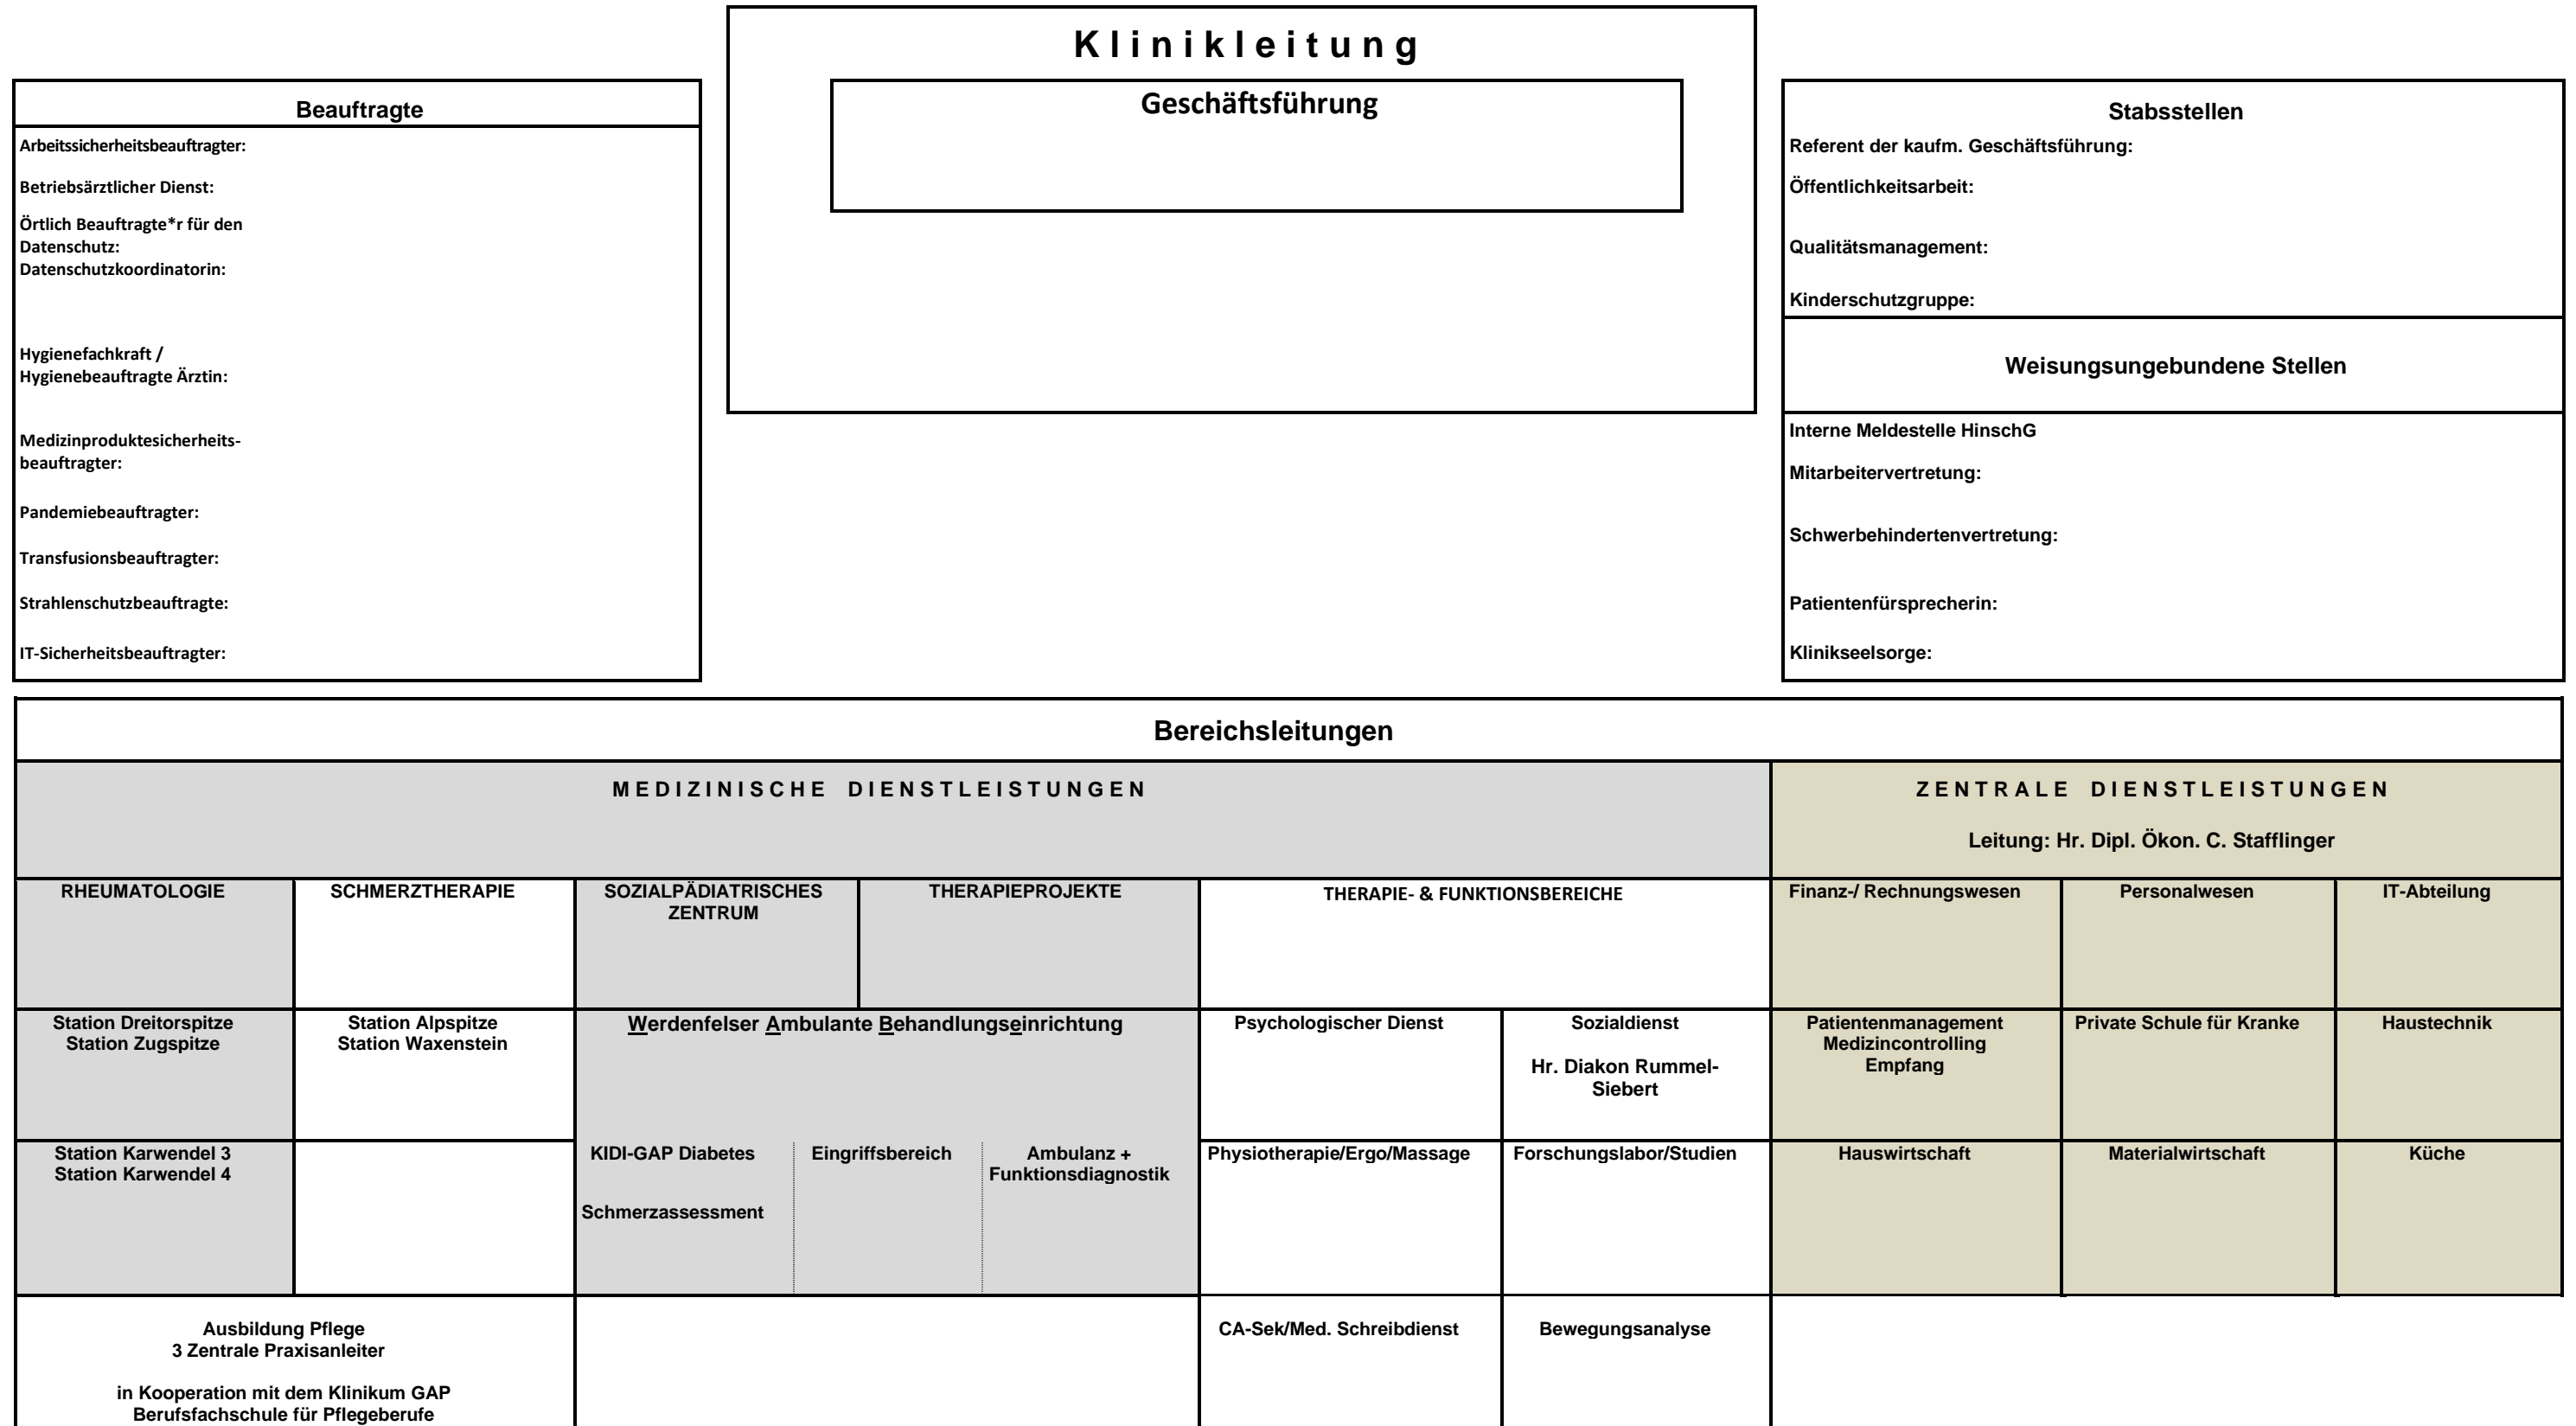 Klinikleitung
Geschäftsführung
Beauftragte
Arbeitssicherheitsbeauftragter:
Betriebsärztlicher Dienst:
Örtlich Beauftragte*r für den
Datenschutz:
Datenschutzkoordinatorin:
Hygienefachkraft /
Hygienebeauftragte Ärztin:
Medizinproduktesicherheits-
beauftragter:
Pandemiebeauftragter:
Transfusionsbeauftragter:
Strahlenschutzbeauftragte:
IT-Sicherheitsbeauftragter:
Stabsstellen
Referent der kaufm. Geschäftsführung:
Öffentlichkeitsarbeit:
Qualitätsmanagement:
Kinderschutzgruppe:
Weisungsungebundene Stellen
Interne Meldestelle HinschG
Mitarbeitervertretung:
Schwerbehindertenvertretung:
Patientenfürsprecherin:
Klinikseelsorge:
Bereichsleitungen
MEDIZINISCHE DIENSTLEISTUNGEN
ZENTRALE DIENSTLEISTUNGEN
Leitung: Hr. Dipl. Ökon. C. Stafflinger
RHEUMATOLOGIE
SCHMERZTHERAPIE
SOZIALPÄDIATRISCHES
ZENTRUM
THERAPIEPROJEKTE
THERAPIE- & FUNKTIONSBEREICHE
Finanz-/ Rechnungswesen
Personalwesen
IT-Abteilung
Station Dreitorspitze
Station Zugspitze
Station Alpspitze
Station Waxenstein
Werdenfelser Ambulante Behandlungseinrichtung
Psychologischer Dienst
Sozialdienst
Hr. Diakon Rummel-
Siebert
Patientenmanagement
Medizincontrolling
Empfang
Private Schule für Kranke
Haustechnik
Station Karwendel 3
Station Karwendel 4
KIDI-GAP Diabetes
Schmerzassessment
Eingriffsbereich
Ambulanz +
Funktionsdiagnostik
Physiotherapie/Ergo/Massage
Forschungslabor/Studien
Hauswirtschaft
Materialwirtschaft
Küche
Ausbildung Pflege
3 Zentrale Praxisanleiter
in Kooperation mit dem Klinikum GAP
Berufsfachschule für Pflegeberufe
CA-Sek/Med. Schreibdienst
Bewegungsanalyse